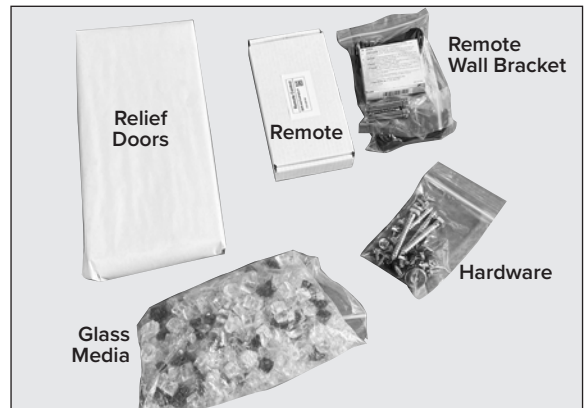 Relief
Doors
Remote
Remote
Wall Bracket
Hardware
Glass
Media